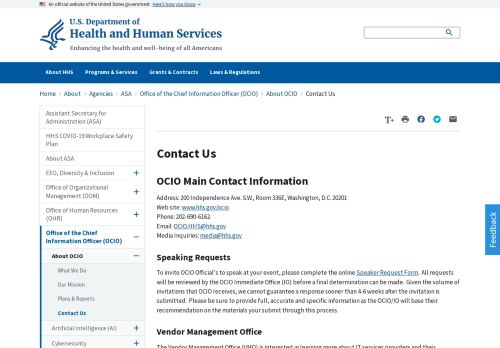 An official website of the United States government Here's how you know
U.S. Department of
Health and Human Services
Enhancing the health and well-being of all Americans
About HHS Programs & Services Grants & Contracts Laws & Regulations
Home > About > Agencies > ASA > Office of the Chief Information Officer (OCIO) > About OCIO > Contact Us
Assistant Secretary for
Administration (ASA)
HHS COVID-19 Workplace Safety
Plan
About ASA
EEO, Diversity & Inclusion +
Office of Organizational
Management (OOM) +
Office of Human Resources
(OHR) +
Office of the Chief
Information Officer (OCIO) −
About OCIO −
What We Do
Our Mission
Plans & Reports
Contact Us
Artificial Intelligence (AI) +
Cybersecurity
T+
Contact Us
OCIO Main Contact Information
Address: 200 Independence Ave. S.W., Room 336E, Washington, D.C. 20201
Web site: www.hhs.gov/ocio
Phone: 202-690-6162
Email: OCIO.HHS@hhs.gov
Media Inquiries: media@hhs.gov
Speaking Requests
To invite OCIO Official's to speak at your event, please complete the online Speaker Request Form. All requests
will be reviewed by the OCIO Immediate Office (IO) before a final determination can be made. Given the volume of
invitations that OCIO receives, we cannot guarantee a response sooner than 4-6 weeks after the invitation is
submitted. Please be sure to provide full, accurate and specific information as the OCIO/IO will base their
recommendation on the materials your submit through this process.
Vendor Management Office
The Vendor Management Office (VMO) is interested in learning more about IT services providers and their
Feedback